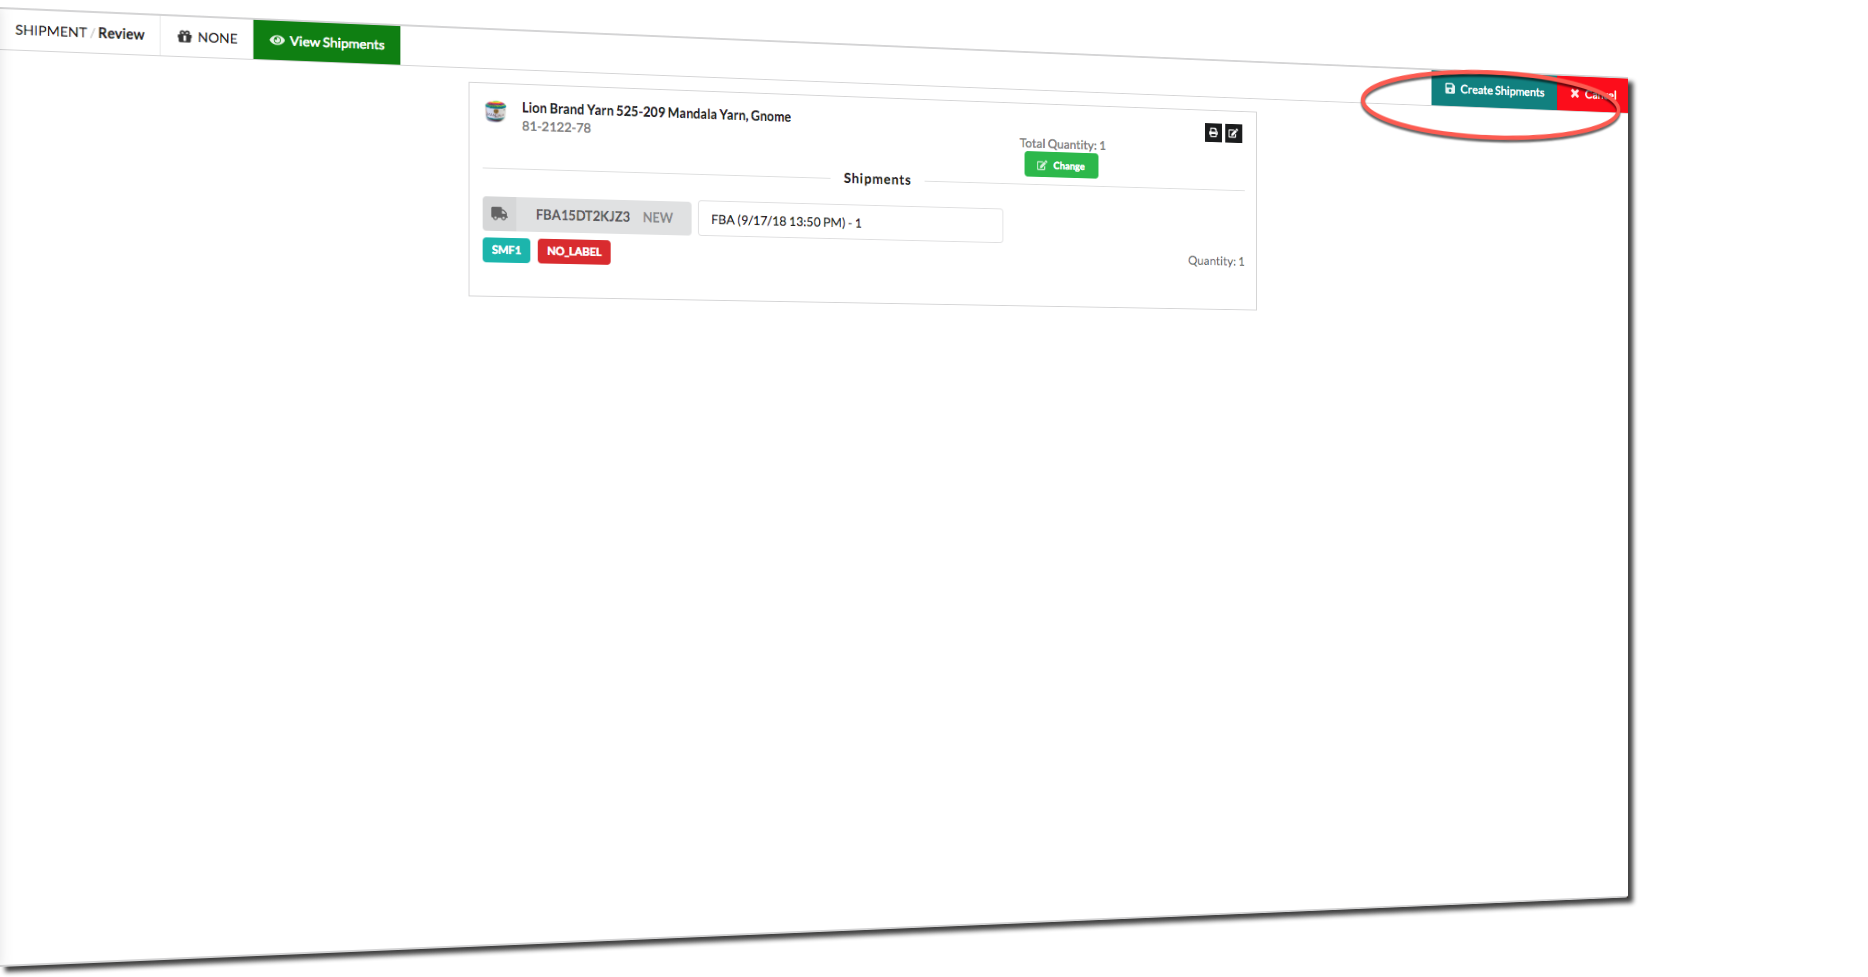 SHIPMENT / Review
NONE
View Shipments
Create Shipments
Cancel
Lion Brand Yarn 525-209 Mandala Yarn, Gnome
81-2122-78
Total Quantity: 1
Change
Shipments
FBA15DT2KJZ3 NEW
FBA (9/17/18 13:50 PM) - 1
SMF1
NO_LABEL
Quantity: 1